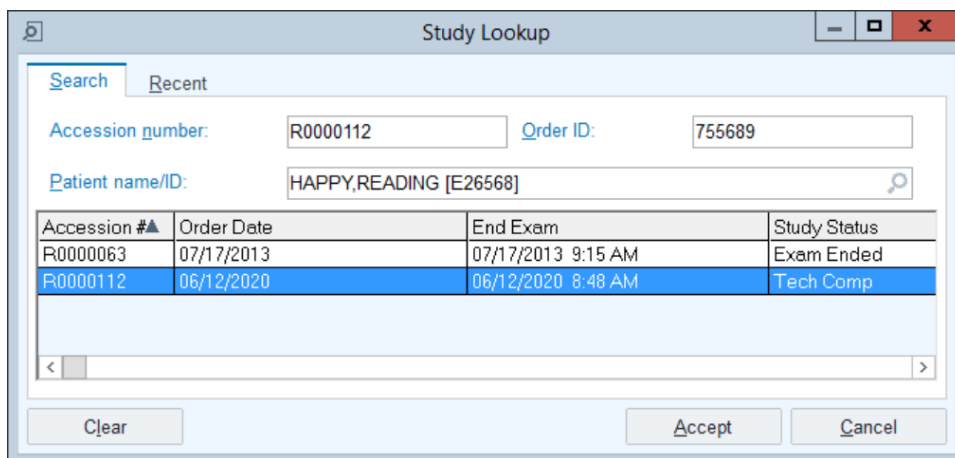 Study Lookup
Search Recent
Accession number: R0000112 Order ID: 755689
Patient name/ID: HAPPY,READING [E26568]
Accession # Order Date End Exam Study Status
R0000063 07/17/2013 07/17/2013 9:15 AM Exam Ended
R0000112 06/12/2020 06/12/2020 8:48 AM Tech Comp
Clear Accept Cancel